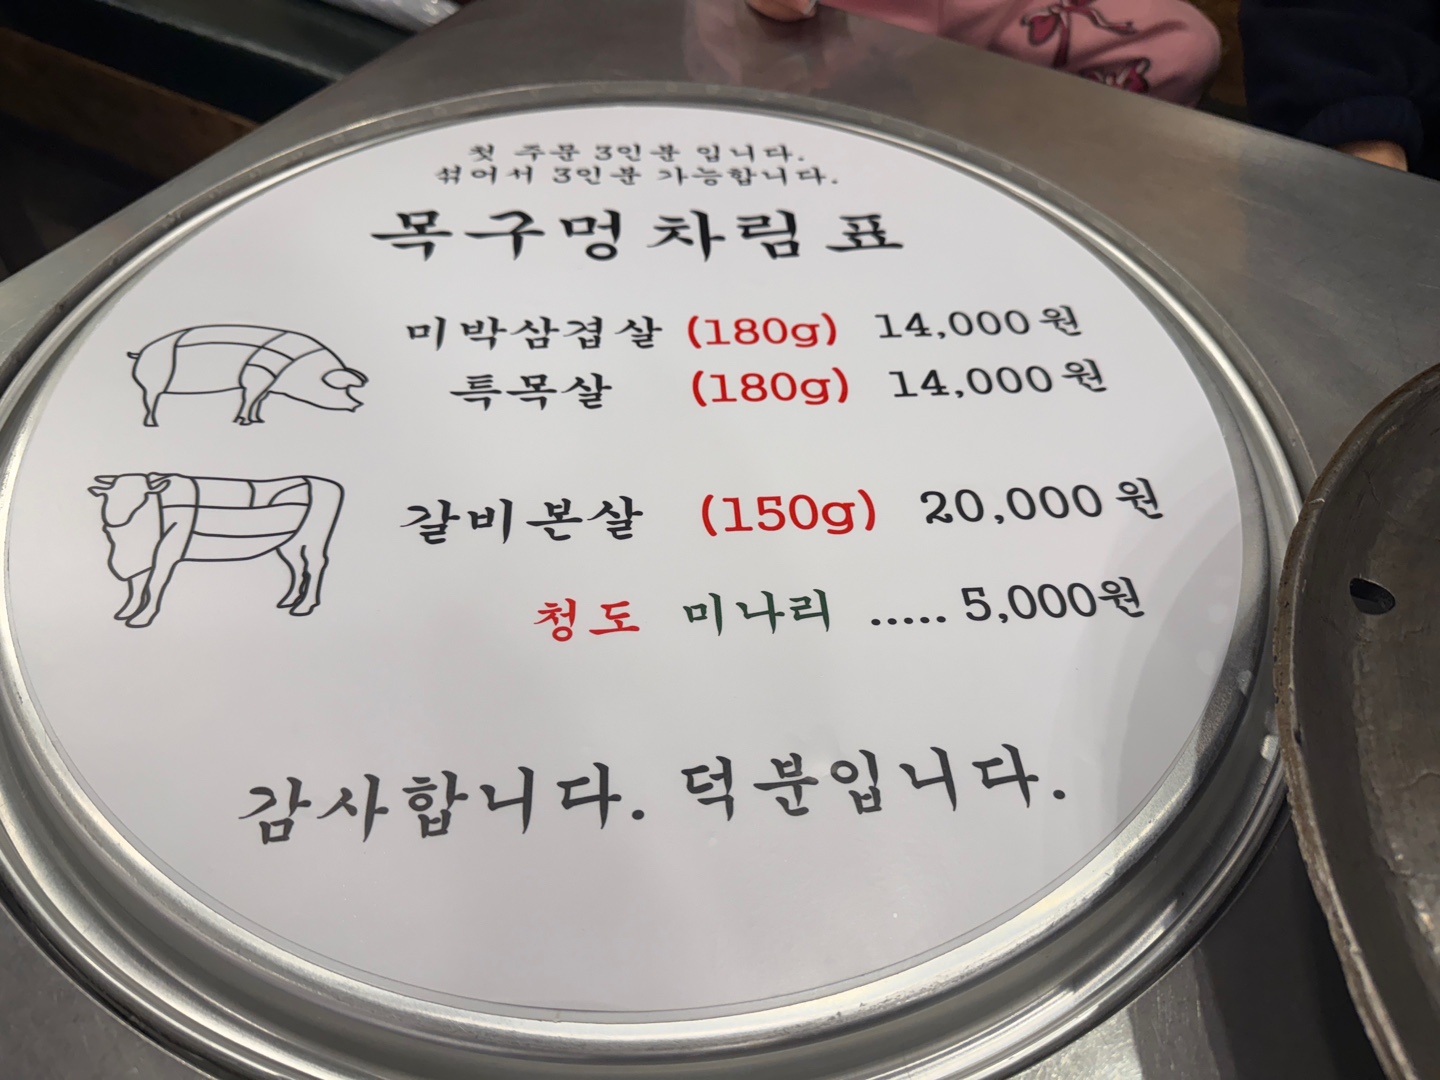 첫 주문 3인분 입니다.
섞어서 3인분 가능합니다.
목구멍 차림표
미박삼겹살 (180g) 14,000원
특목살 (180g) 14,000원
갈비본살 (150g) 20,000원
청도 미나리 ..... 5,000원
감사합니다. 덕분입니다.